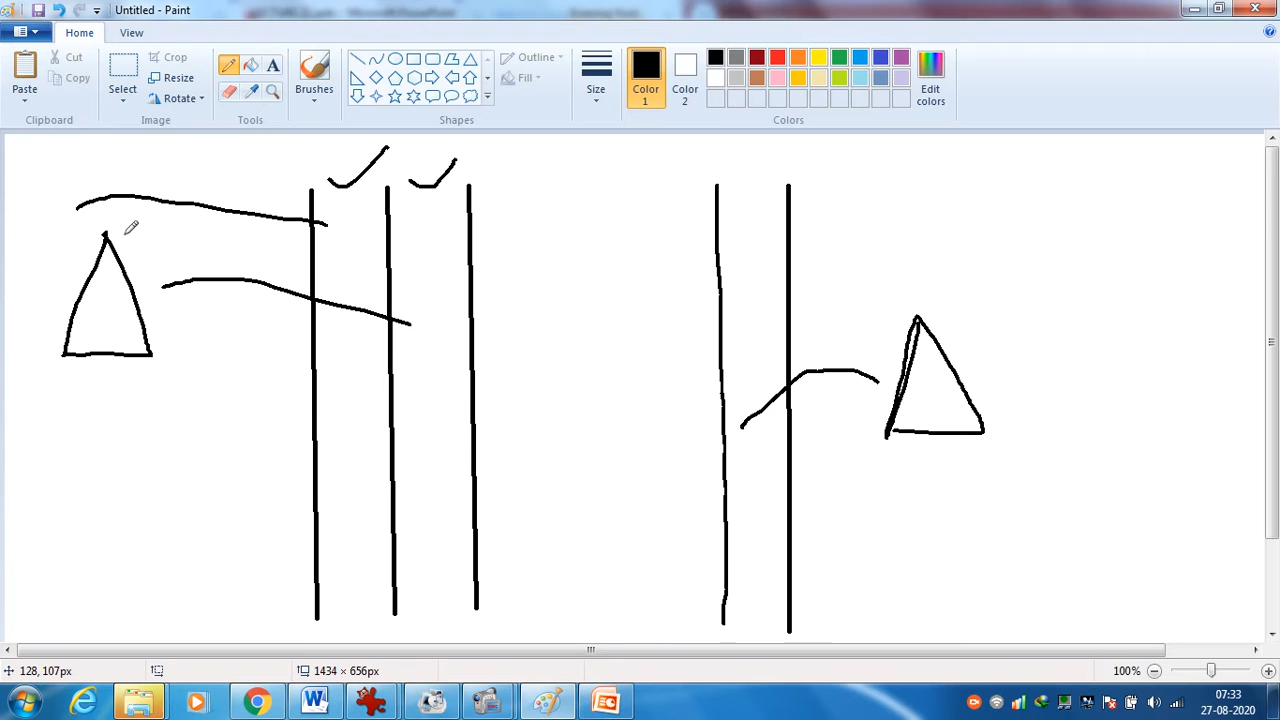 Untitled - Paint
Home
View
Paste
Cut
Copy
Clipboard
Select
Crop
Resize
Rotate
Image
Tools
Brushes
Shapes
Outline
Fill
Size
Color 1
Color 2
Edit colors
Colors
128, 107px
1434 × 656px
100%
07:33
27-08-2020